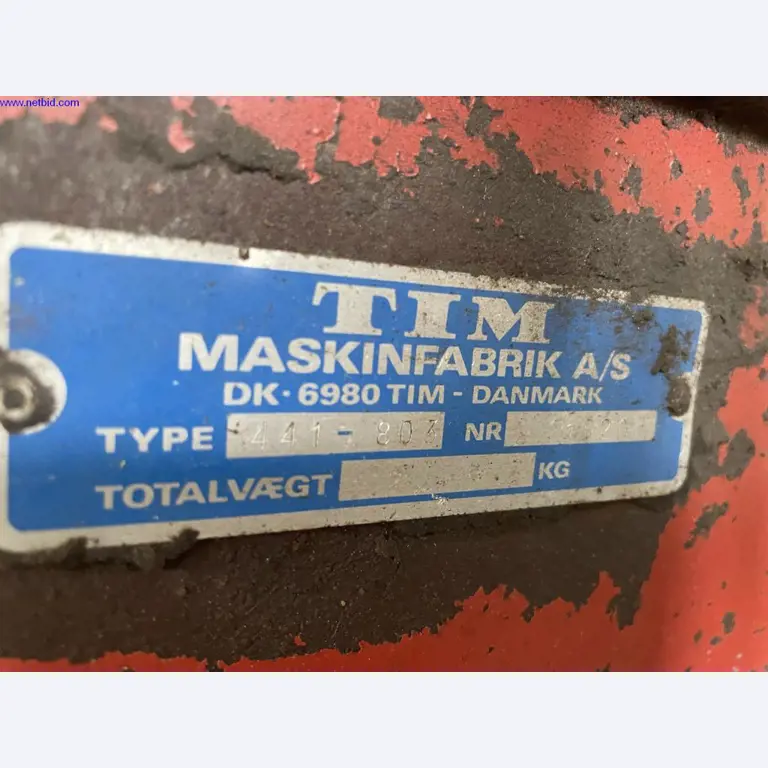 www.netbid.com
TIM
MASKINFABRIK A/S
DK·6980 TIM - DANMARK
TYPE NR
TOTALVÆGT KG